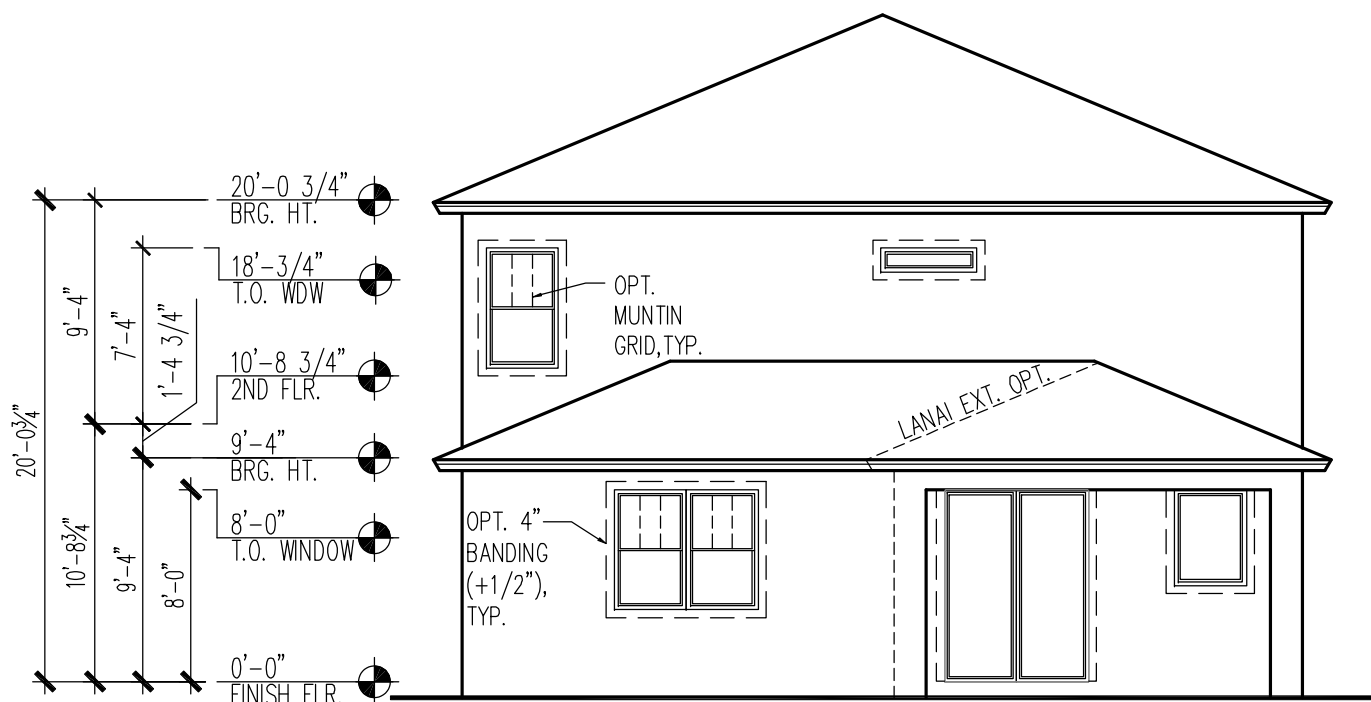 20'-0 3/4"
BRG. HT.
18'-3/4"
T.O. WDW
10'-8 3/4"
2ND FLR.
9'-4"
BRG. HT.
8'-0"
T.O. WINDOW
0'-0"
FINISH FLR.
20'-0¾"
9'-4"
10'-8¾"
7'-4"
1'-4 3/4"
9'-4"
8'-0"
OPT.
MUNTIN
GRID,TYP.
LANAI EXT. OPT.
OPT. 4"
BANDING
(+1/2"),
TYP.